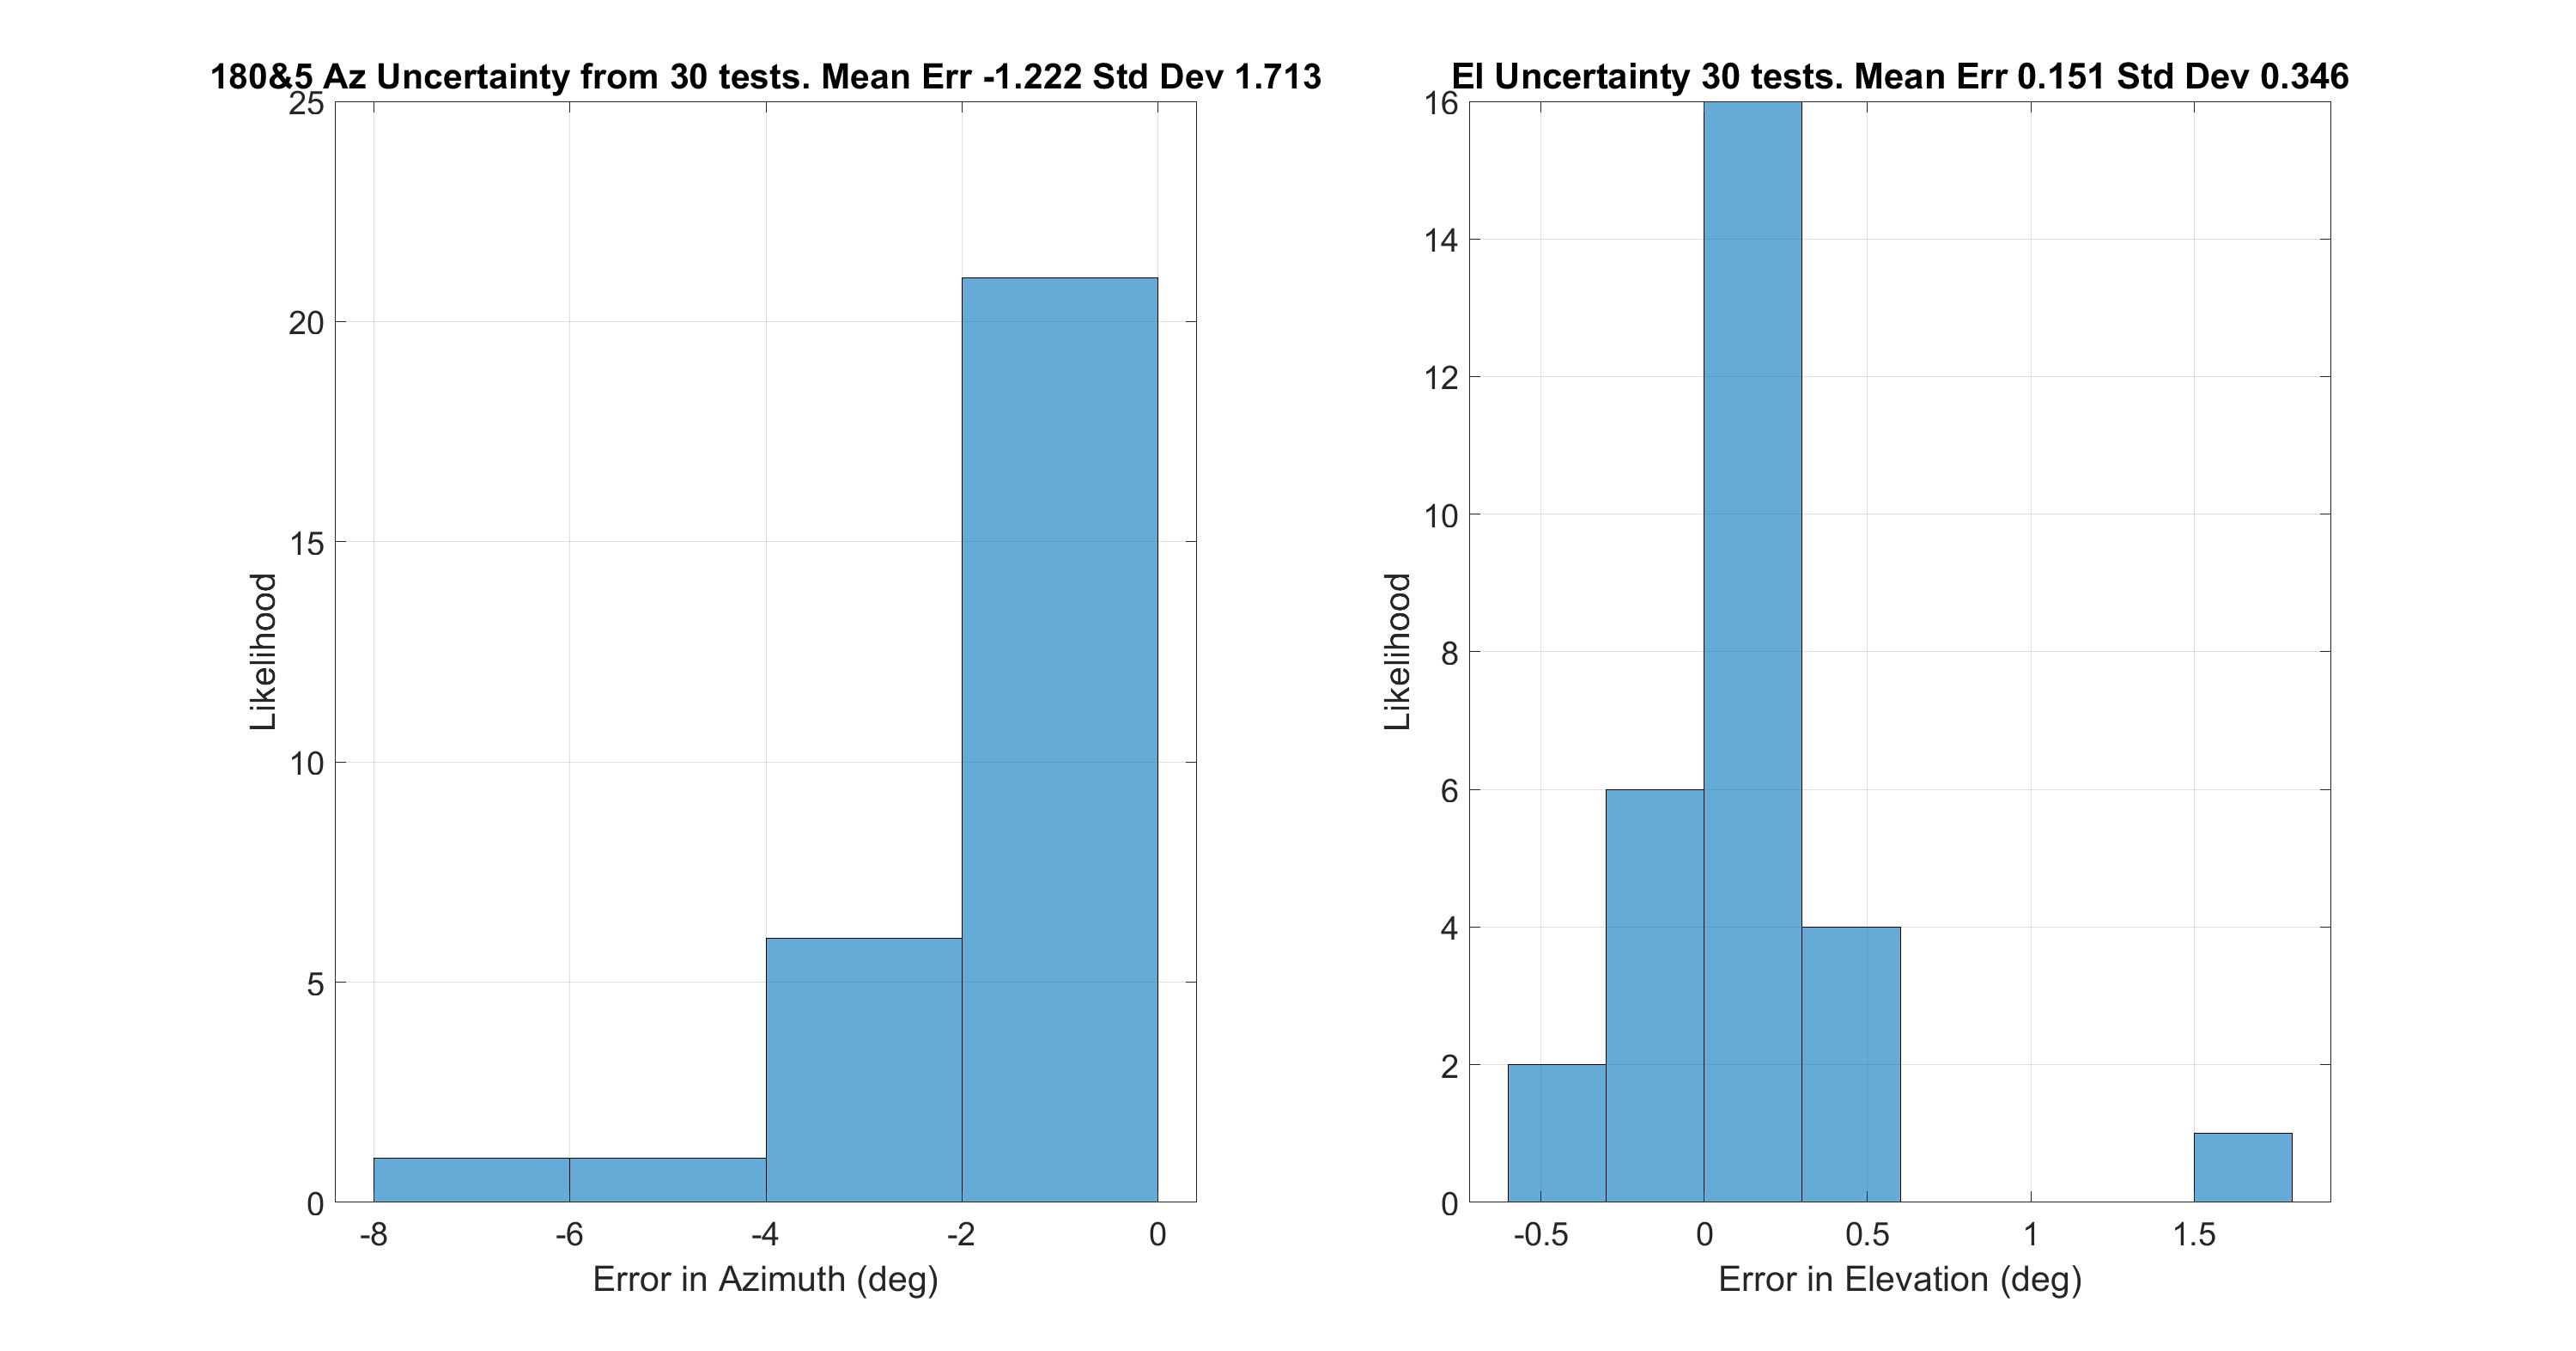 180&5 Az Uncertainty from 30 tests. Mean Err -1.222 Std Dev 1.713
25
20
15
10
5
0
Likelihood
-8 -6 -4 -2 0
Error in Azimuth (deg)
El Uncertainty 30 tests. Mean Err 0.151 Std Dev 0.346
16
14
12
10
8
6
4
2
0
Likelihood
-0.5 0 0.5 1 1.5
Error in Elevation (deg)